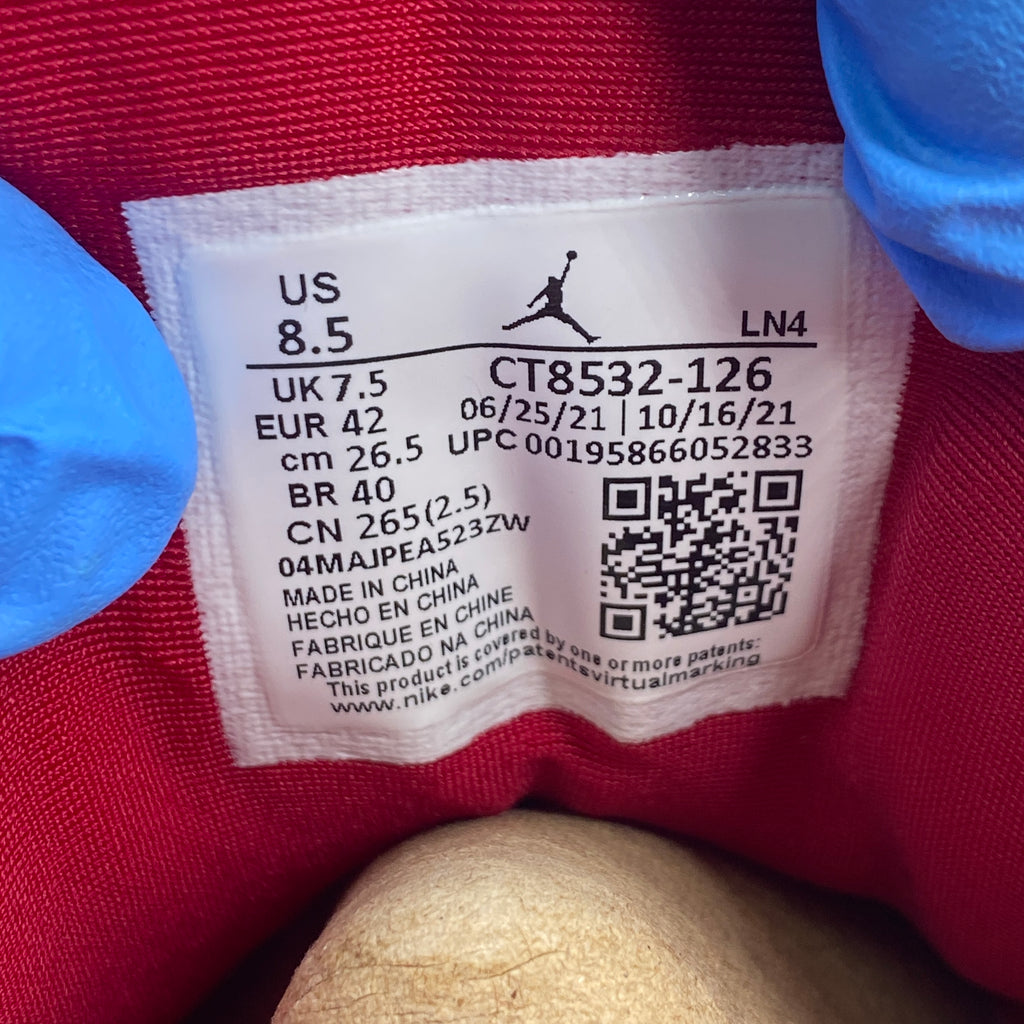 US
8.5
LN4
UK 7.5
CT8532-126
EUR 42
06/25/21 | 10/16/21
cm 26.5
UPC 00195866052833
BR 40
CN 265(2.5)
04MAJPEA523ZW
MADE IN CHINA
HECHO EN CHINA
FABRIQUE EN CHINE
FABRICADO NA CHINA
This product is covered by one or more patents:
www.nike.com/patentsvirtualmarking